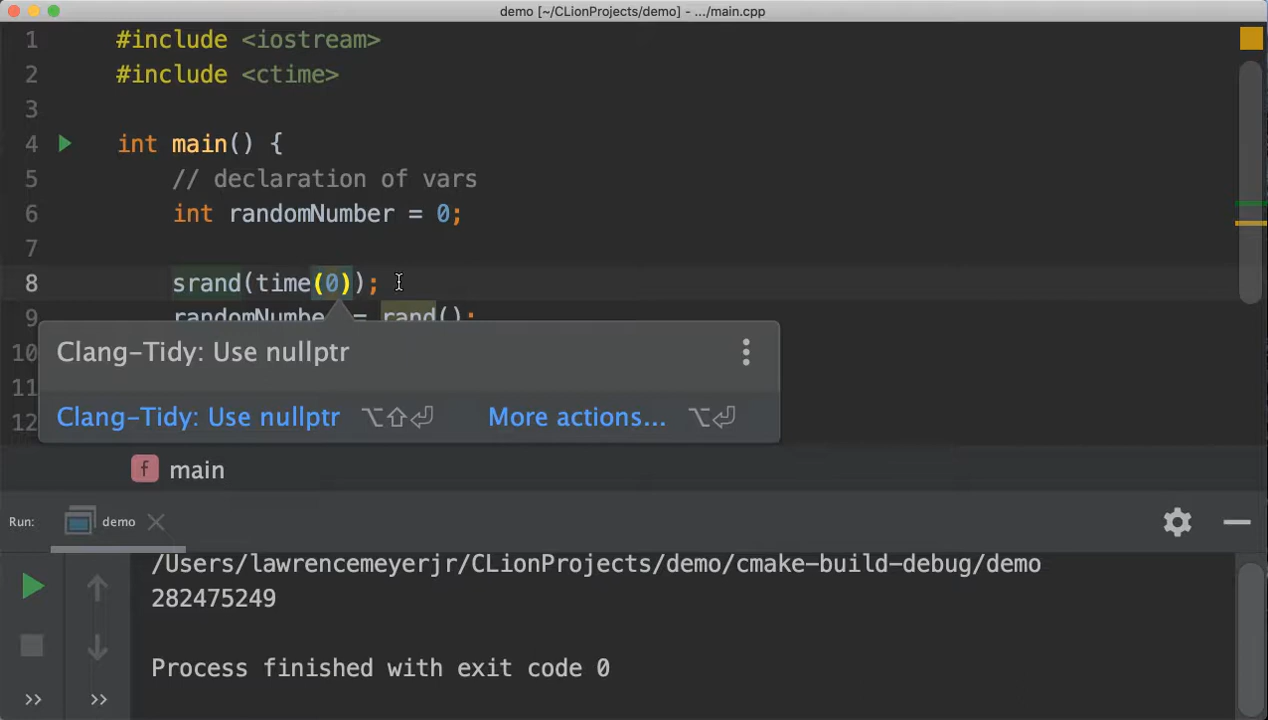 demo [~/CLionProjects/demo] - .../main.cpp
1 #include <iostream>
2 #include <ctime>
3
4 int main() {
5 // declaration of vars
6 int randomNumber = 0;
7
8 srand(time(0));
9 randomNumbe = rand();
10
11
12
Clang-Tidy: Use nullptr
Clang-Tidy: Use nullptr ⌥⇧⏎ More actions... ⌥⏎
f main
Run: demo
/Users/lawrencemeyerjr/CLionProjects/demo/cmake-build-debug/demo
282475249
Process finished with exit code 0